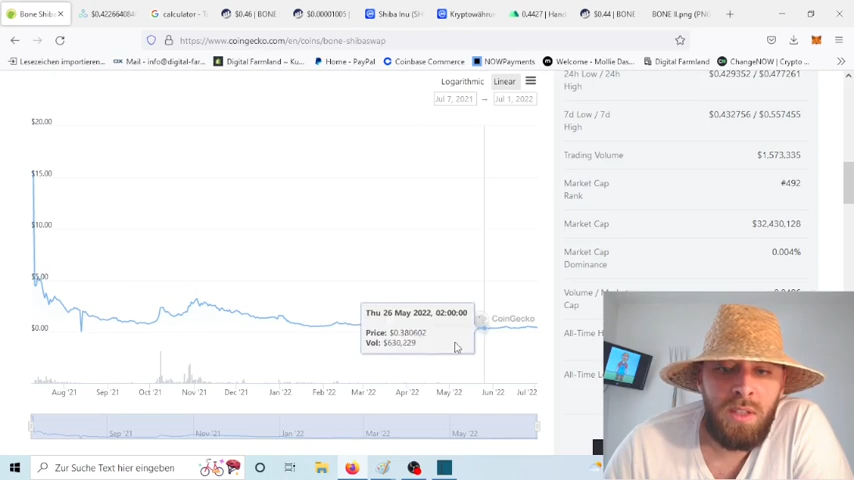 Bone Shiba
$0.42266408
calculator - 
$0.46 | BONE
$0.00001005 |
Shiba Inu (SH
Kryptowährun
0.4427 | Hand
$0.44 | BONE
BONE II.png (PNG
https://www.coingecko.com/en/coins/bone-shibaswap
Lesezeichen importieren...
Mail - info@digital-far...
Digital Farmland – Ku...
Home - PayPal
Coinbase Commerce
NOWPayments
Welcome - Mollie Das...
Digital Farmland
ChangeNOW | Crypto ...
Weitere Lesezeichen
Logarithmic
Linear
Jul 7, 2021
→
Jul 1, 2022
$20.00
$15.00
$10.00
$5.00
$0.00
Thu 26 May 2022, 02:00:00
Price: $0.380602
Vol: $630,229
CoinGecko
Aug '21
Sep '21
Oct '21
Nov '21
Dec '21
Jan '22
Feb '22
Mar '22
Apr '22
May '22
Jun '22
Jul '22
Sep '21
Nov '21
Jan '22
Mar '22
May '22
24h Low / 24h
High
$0.429352 / $0.477261
7d Low / 7d
High
$0.432756 / $0.557455
Trading Volume
$1,573,335
Market Cap
Rank
#492
Market Cap
$32,430,128
Market Cap
Dominance
0.004%
Volume / Market
Cap
All-Time H
All-Time L
Zur Suche Text hier eingeben